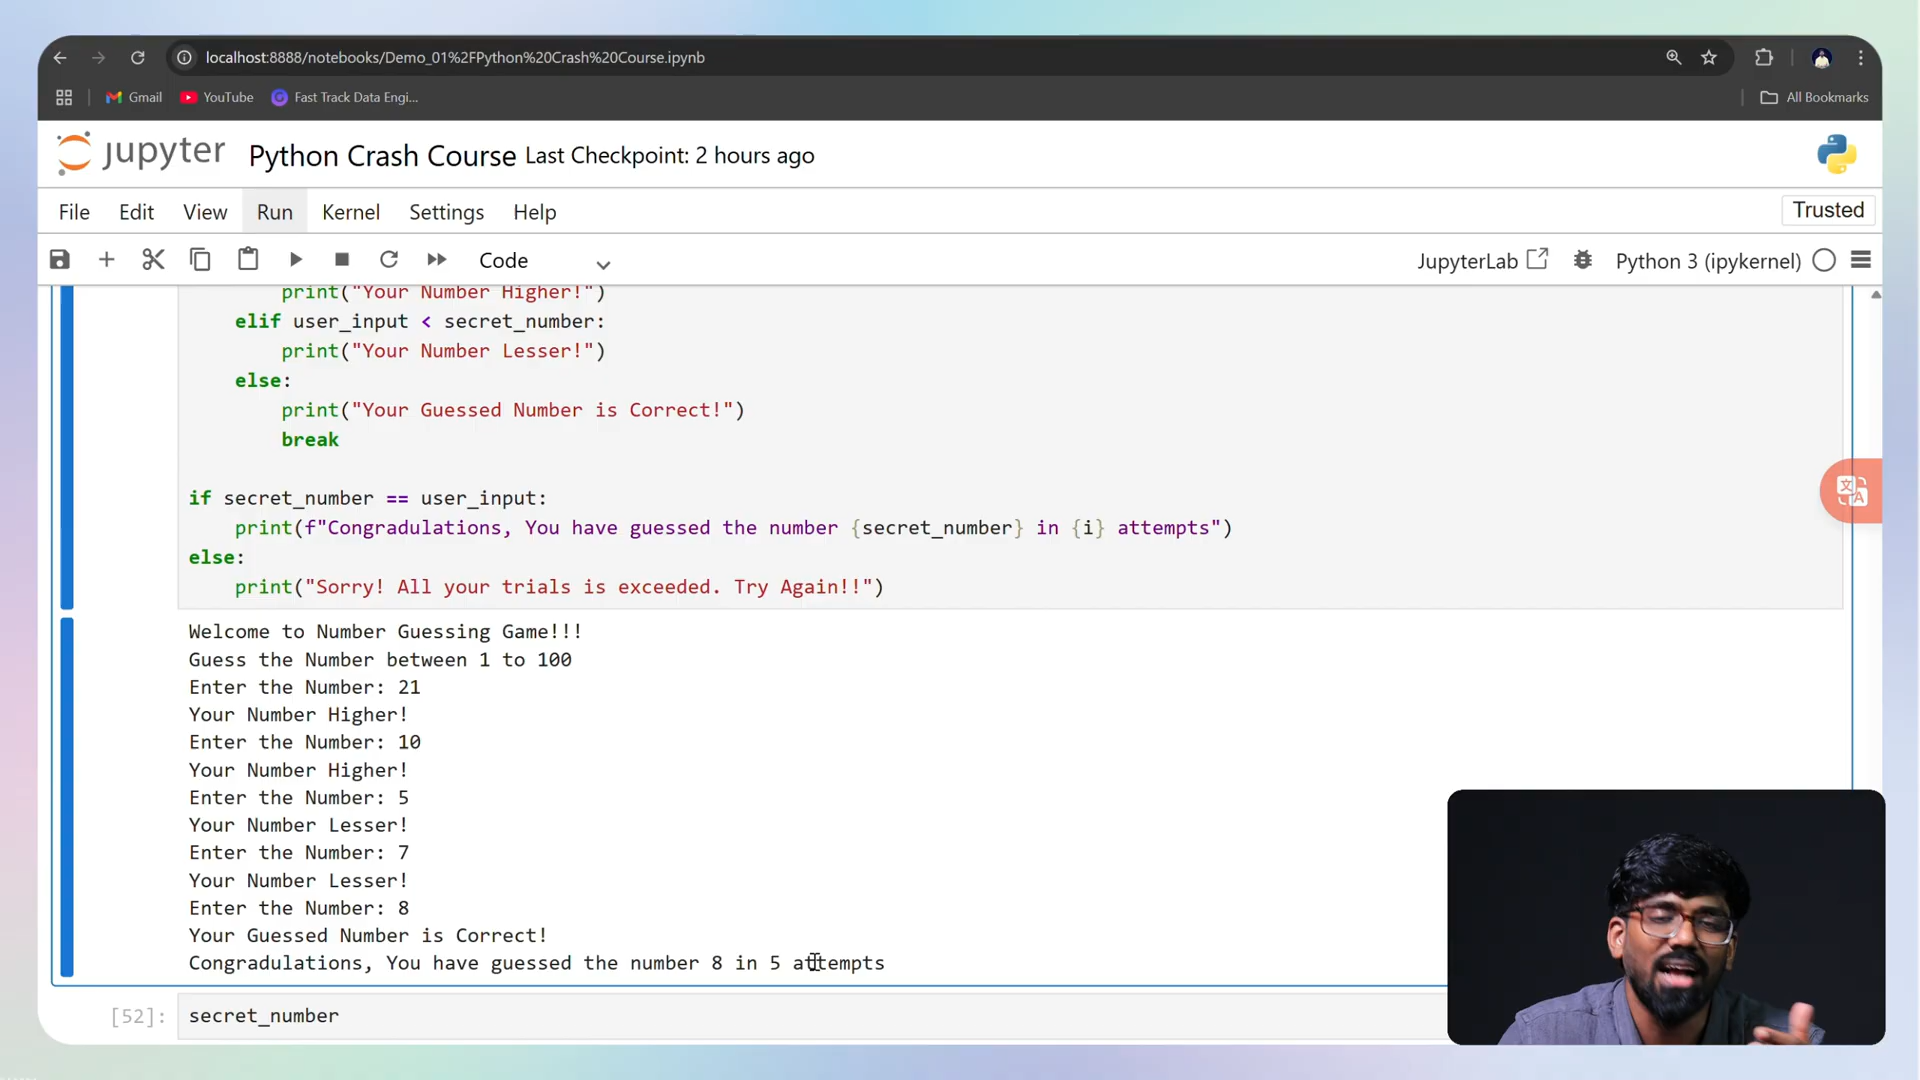 localhost:8888/notebooks/Demo_01%2FPython%20Crash%20Course.ipynb
Gmail YouTube Fast Track Data Engi... All Bookmarks
jupyter Python Crash Course Last Checkpoint: 2 hours ago
File Edit View Run Kernel Settings Help Trusted
Code JupyterLab Python 3 (ipykernel)
print("Your Number Higher!")
elif user_input < secret_number:
print("Your Number Lesser!")
else:
print("Your Guessed Number is Correct!")
break
if secret_number == user_input:
print(f"Congradulations, You have guessed the number {secret_number} in {i} attempts")
else:
print("Sorry! All your trials is exceeded. Try Again!!")
Welcome to Number Guessing Game!!!
Guess the Number between 1 to 100
Enter the Number: 21
Your Number Higher!
Enter the Number: 10
Your Number Higher!
Enter the Number: 5
Your Number Lesser!
Enter the Number: 7
Your Number Lesser!
Enter the Number: 8
Your Guessed Number is Correct!
Congradulations, You have guessed the number 8 in 5 attempts
[52]: secret_number